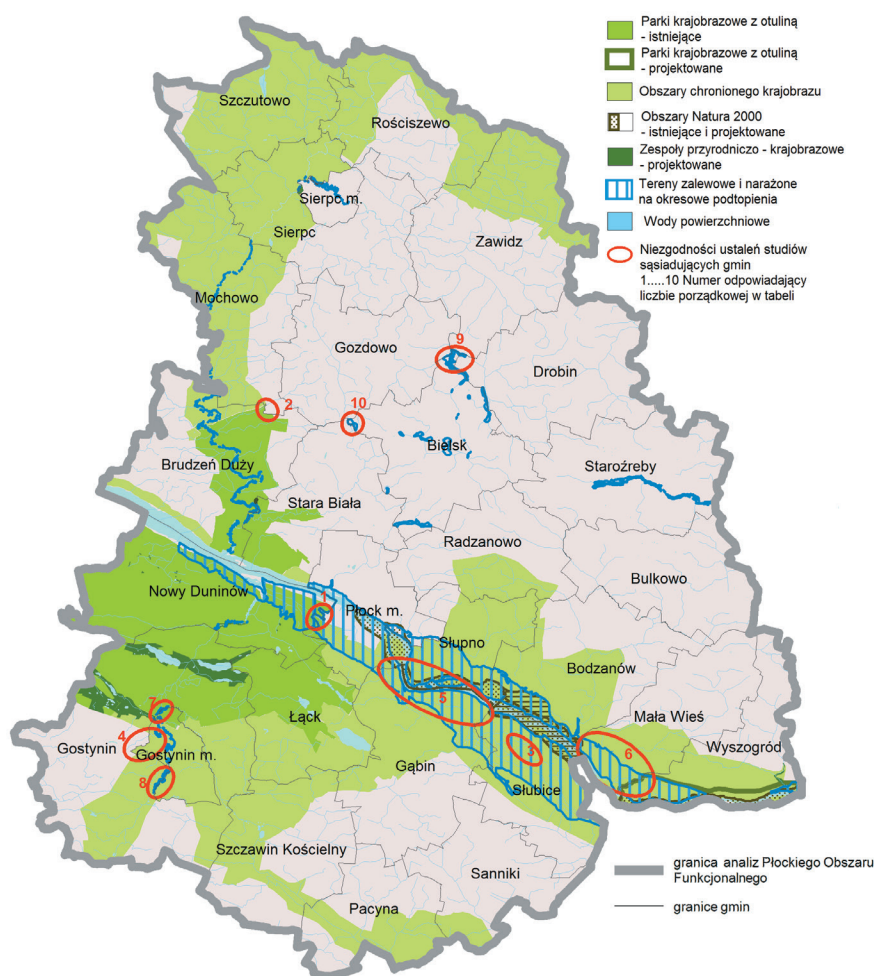 Parki krajobrazowe z otuliną
- istniejące
Parki krajobrazowe z otuliną
- projektowane
Obszary chronionego krajobrazu
Obszary Natura 2000
- istniejące i projektowane
Zespoły przyrodniczo - krajobrazowe
- projektowane
Tereny zalewowe i narażone
na okresowe podtopienia
Wody powierzchniowe
Niezgodności ustaleń studiów
sąsiadujących gmin
1.....10 Numer odpowiadający
liczbie porządkowej w tabeli
Szczutowo
Rościszewo
Sierpc m.
Sierpc
Zawidz
Mochowo
9
Gozdowo
Drobin
2
10
Bielsk
Brudzeń Duży
Staroźreby
Stara Biała
Radzanowo
Bulkowo
Nowy Duninów
1
Płock m.
Słupno
Bodzanów
7
5
Łąck
Mała Wieś
4
Gostynin
Gostynin m.
3
6
Wyszogród
Gąbin
8
Słubice
Szczawin Kościelny
Sanniki
Pacyna
granica analiz Płockiego Obszaru
Funkcjonalnego
granice gmin